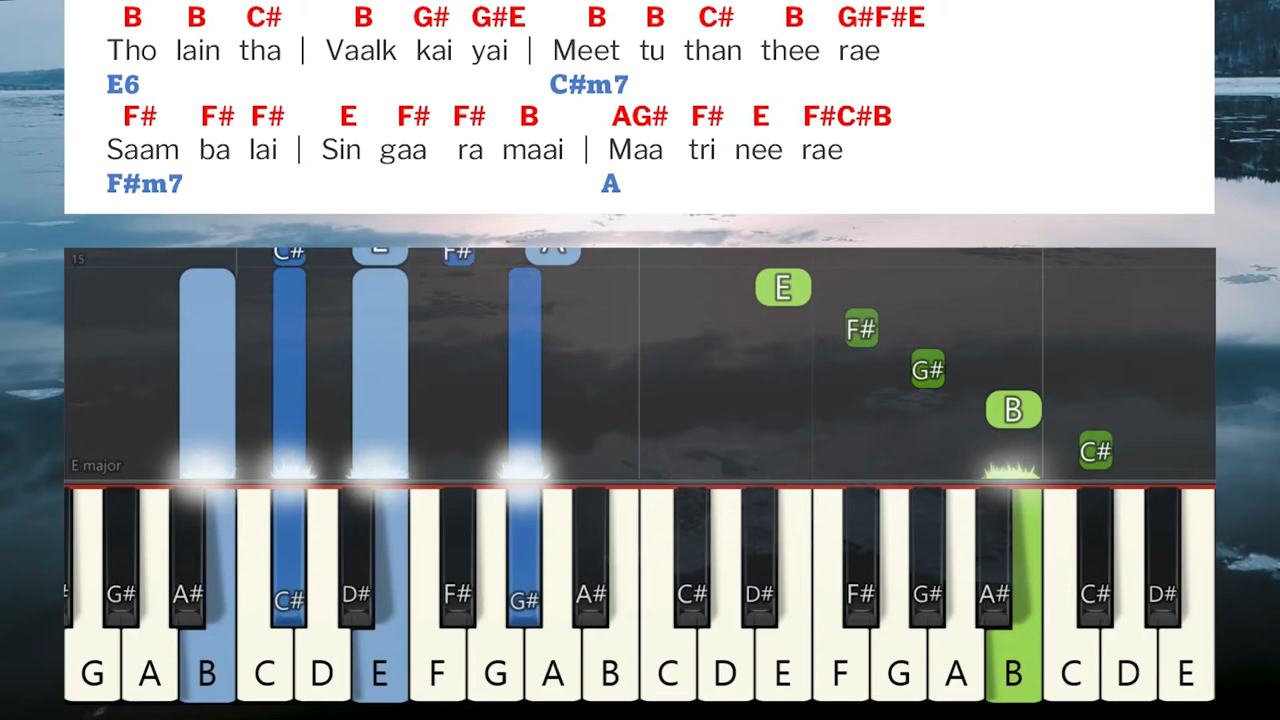 B B C# B G# G#E B B C# B G#F#E
Tho lain tha | Vaalk kai yai | Meet tu than thee rae
E6 C#m7
F# F# F# E F# F# B AG# F# E F#C#B
Saam ba lai | Sin gaa ra maai | Maa tri nee rae
F#m7 A
15 C# E F# A
E
F#
G#
B
C#
E major
G# A# C# D# F# G# A# C# D# F# G# A# C# D#
G A B C D E F G A B C D E F G A B C D E